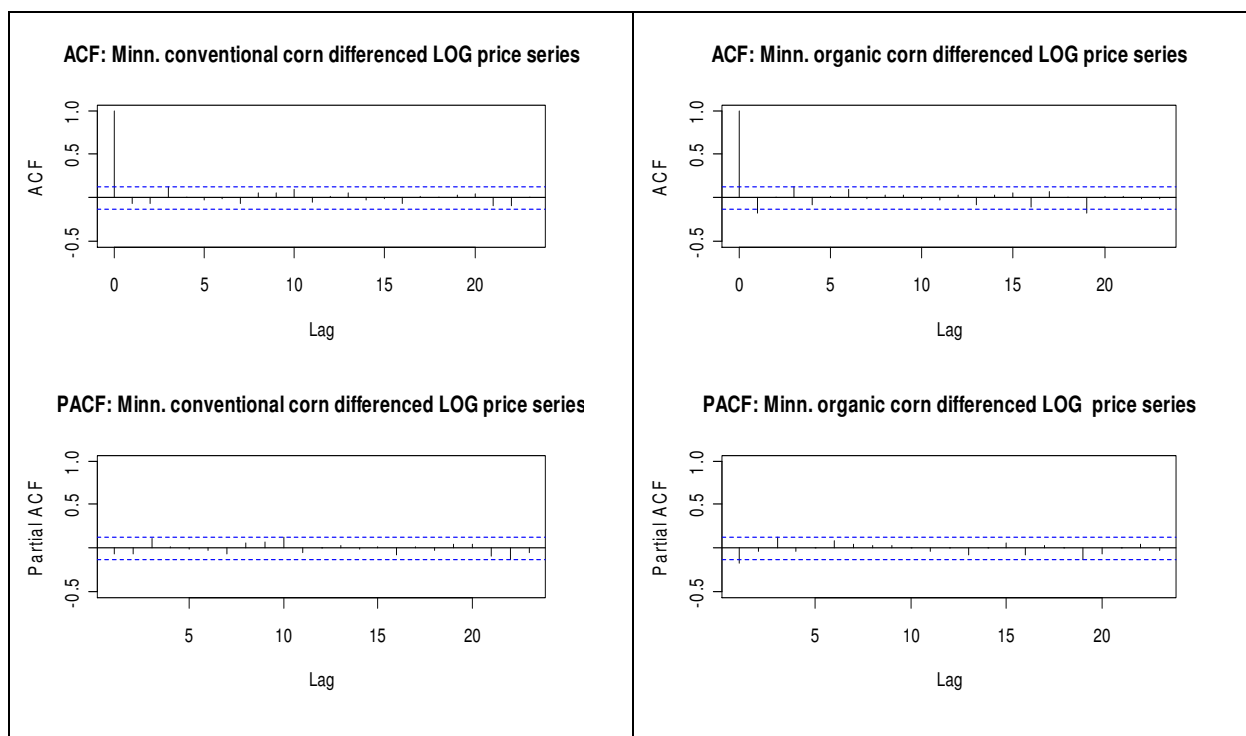 ACF: Minn. conventional corn differenced LOG price series
ACF
1.0
0.5
-0.5
0 5 10 15 20
Lag
PACF: Minn. conventional corn differenced LOG price series
Partial ACF
1.0
0.5
-0.5
5 10 15 20
Lag
ACF: Minn. organic corn differenced LOG price series
ACF
1.0
0.5
-0.5
0 5 10 15 20
Lag
PACF: Minn. organic corn differenced LOG price series
Partial ACF
1.0
0.5
-0.5
5 10 15 20
Lag